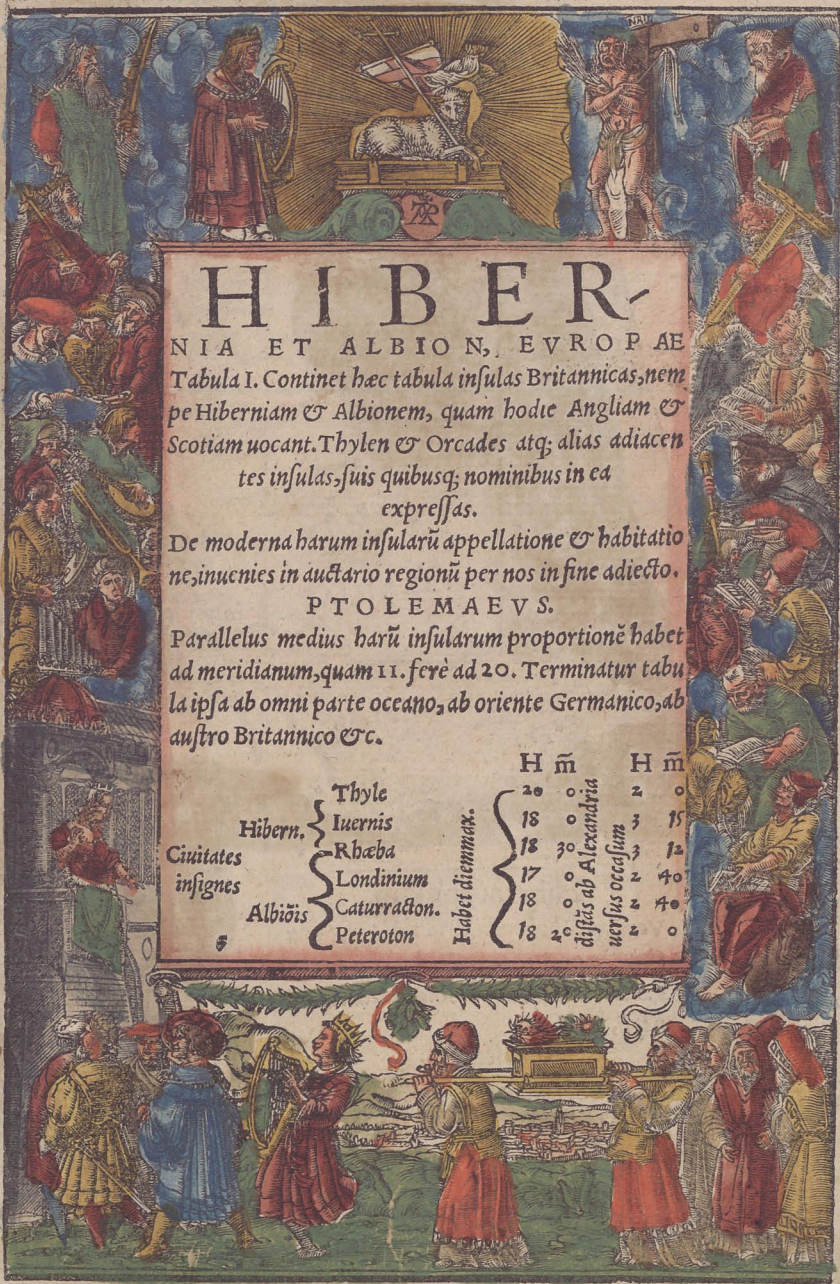 NRI
HIBER-
NIA ET ALBION, EVROPAE
Tabula I. Continet hæc tabula inſulas Britannicas, nem
pe Hiberniam & Albionem, quam hodie Angliam &
Scotiam uocant. Thylen & Orcades atq; alias adiacen
tes inſulas, ſuis quibusq; nominibus in ea
expreſſas.
De moderna harum inſularū appellatione & habitatio
ne, inuenies in auctario regionū per nos in fine adiecto.
PTOLEMAEVS.
Parallelus medius harū inſularum proportionē habet
ad meridianum, quam 11. ferè ad 20. Terminatur tabu
la ipſa ab omni parte oceano, ab oriente Germanico, ab
auſtro Britannico &c.
H m̄ H m̄
Ciuitates inſignes
Hibern.
Albiōis
Habet diem max.
diſtās ab Alexandria
uerſus occaſum
Thyle 20 0 2 0
Iuernis 18 0 3 15
Rhæba 18 30 3 12
Londinium 17 0 2 40
Caturracton. 18 0 2 40
Peteroton 18 20 2 0